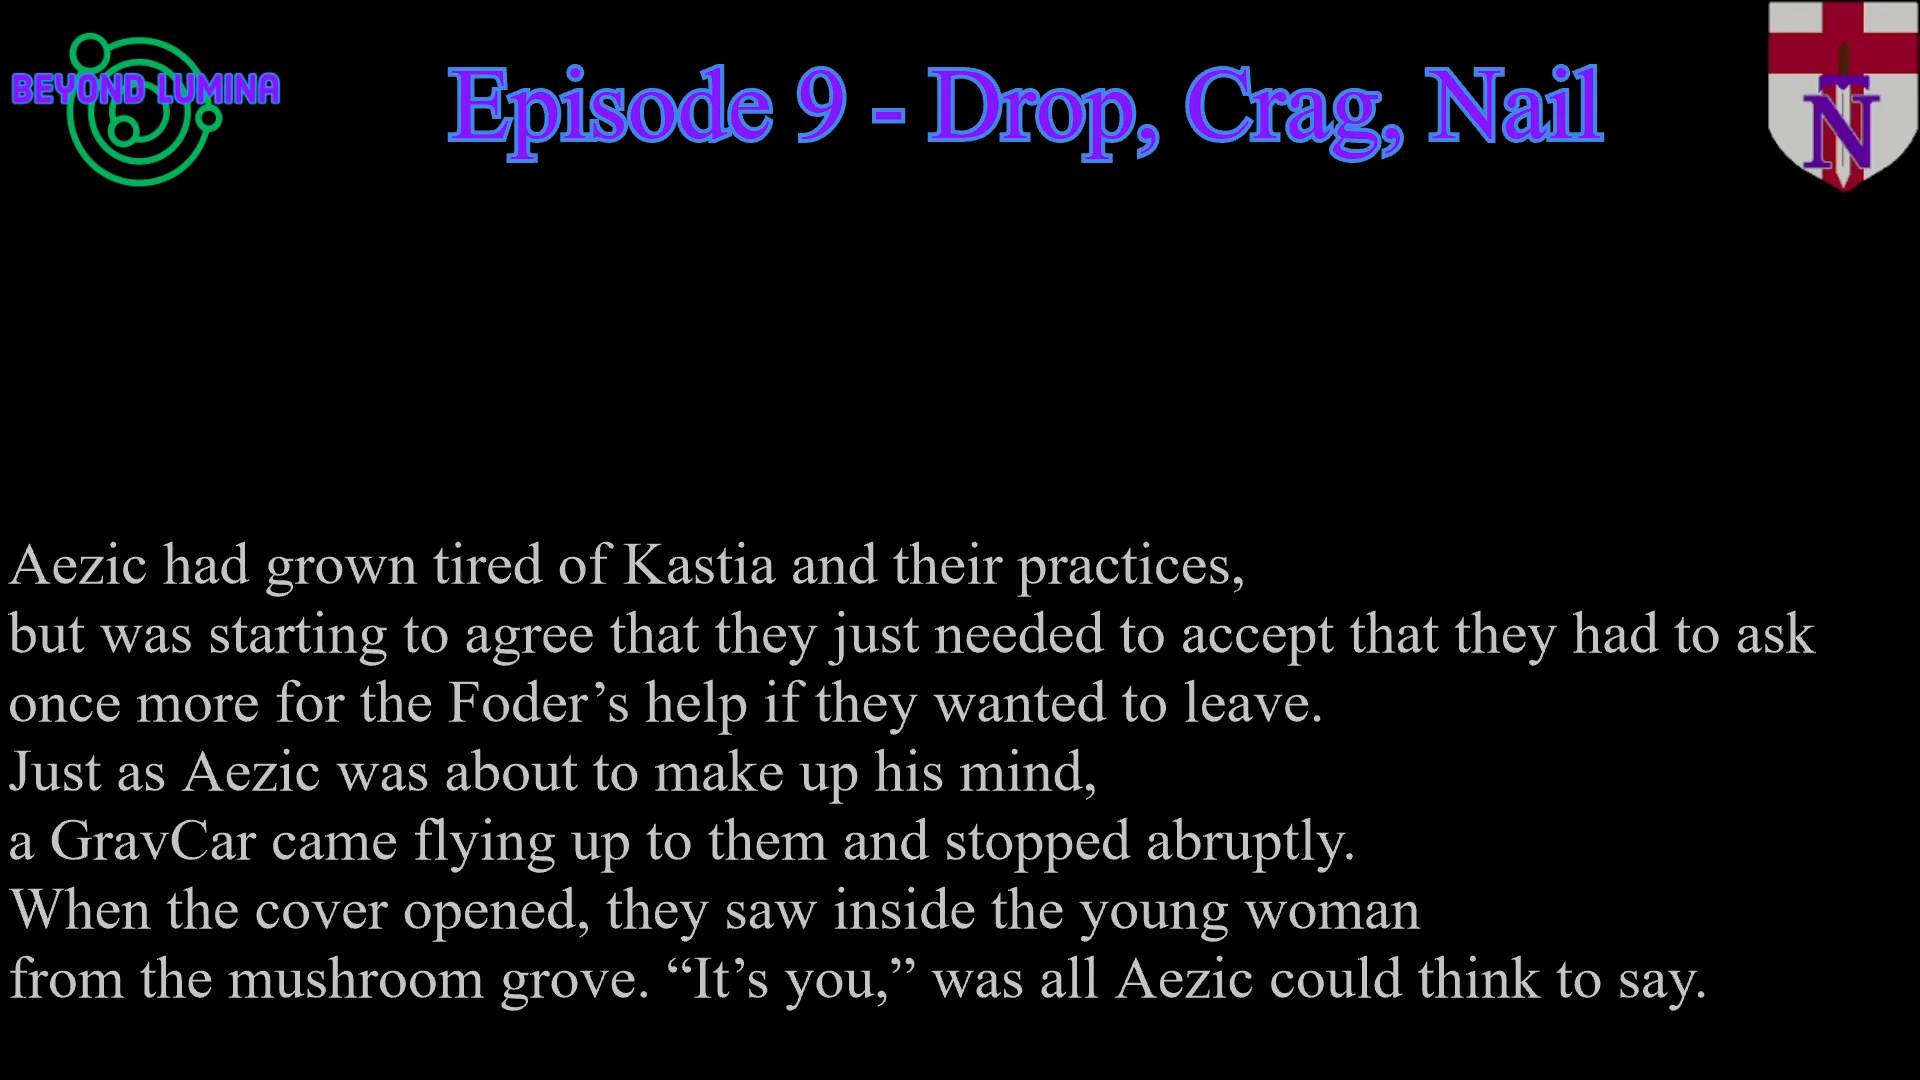 BEYOND LUMINA
Episode 9 - Drop, Crag, Nail
N
Aezic had grown tired of Kastia and their practices,
but was starting to agree that they just needed to accept that they had to ask
once more for the Foder’s help if they wanted to leave.
Just as Aezic was about to make up his mind,
a GravCar came flying up to them and stopped abruptly.
When the cover opened, they saw inside the young woman
from the mushroom grove. “It’s you,” was all Aezic could think to say.